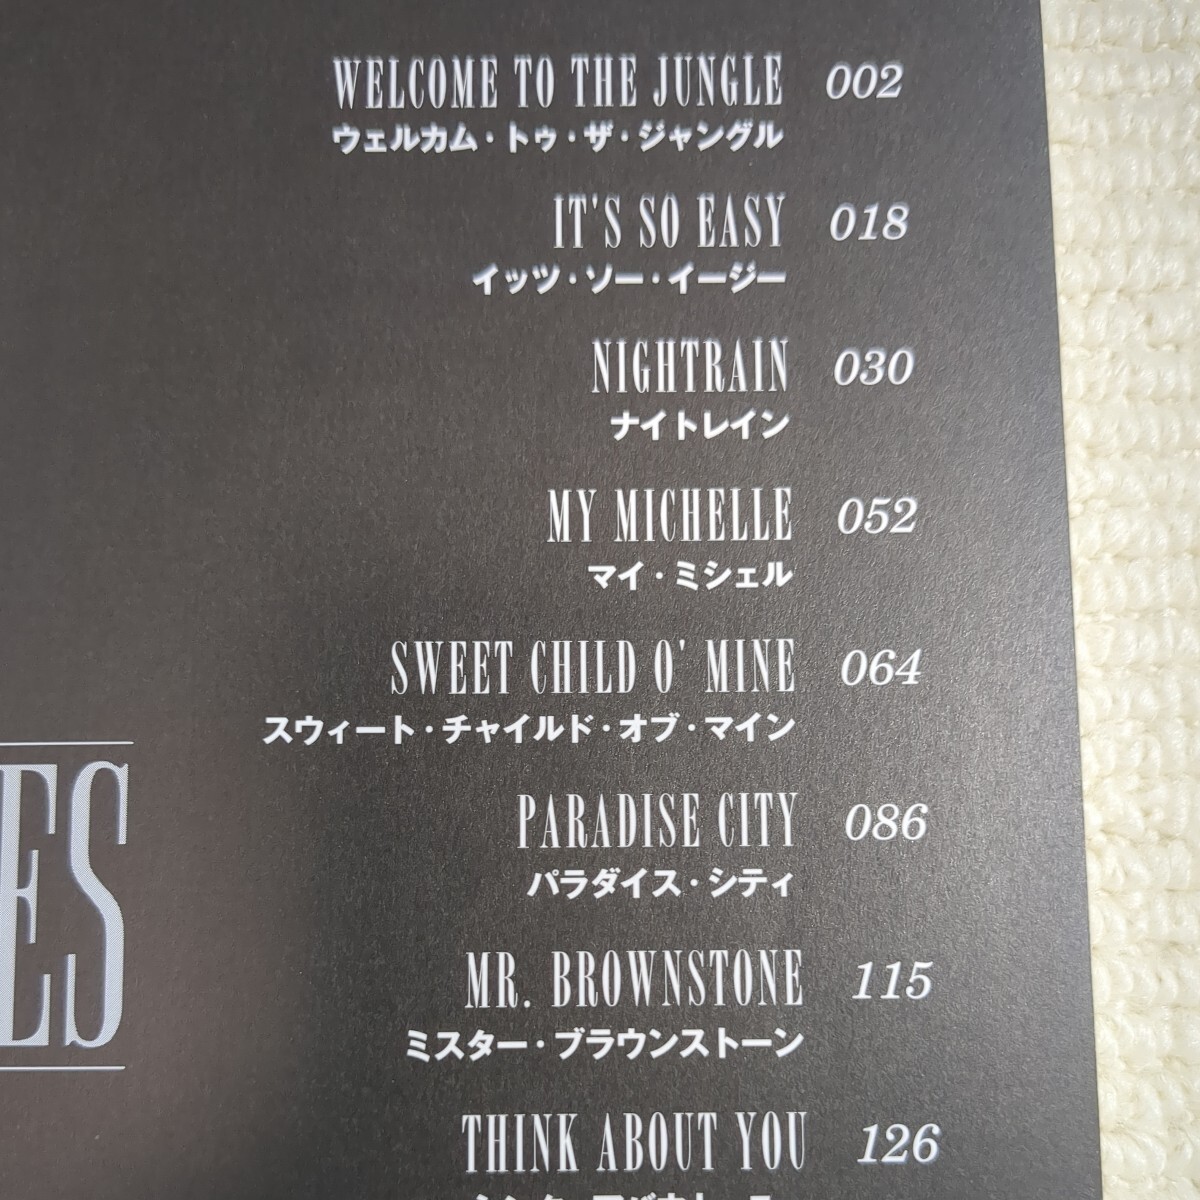 WELCOME TO THE JUNGLE 002
ウェルカム・トゥ・ザ・ジャングル
IT'S SO EASY 018
イッツ・ソー・イージー
NIGHTRAIN 030
ナイトレイン
MY MICHELLE 052
マイ・ミシェル
SWEET CHILD O' MINE 064
スウィート・チャイルド・オブ・マイン
PARADISE CITY 086
パラダイス・シティ
MR. BROWNSTONE 115
ミスター・ブラウンストーン
THINK ABOUT YOU 126
ES